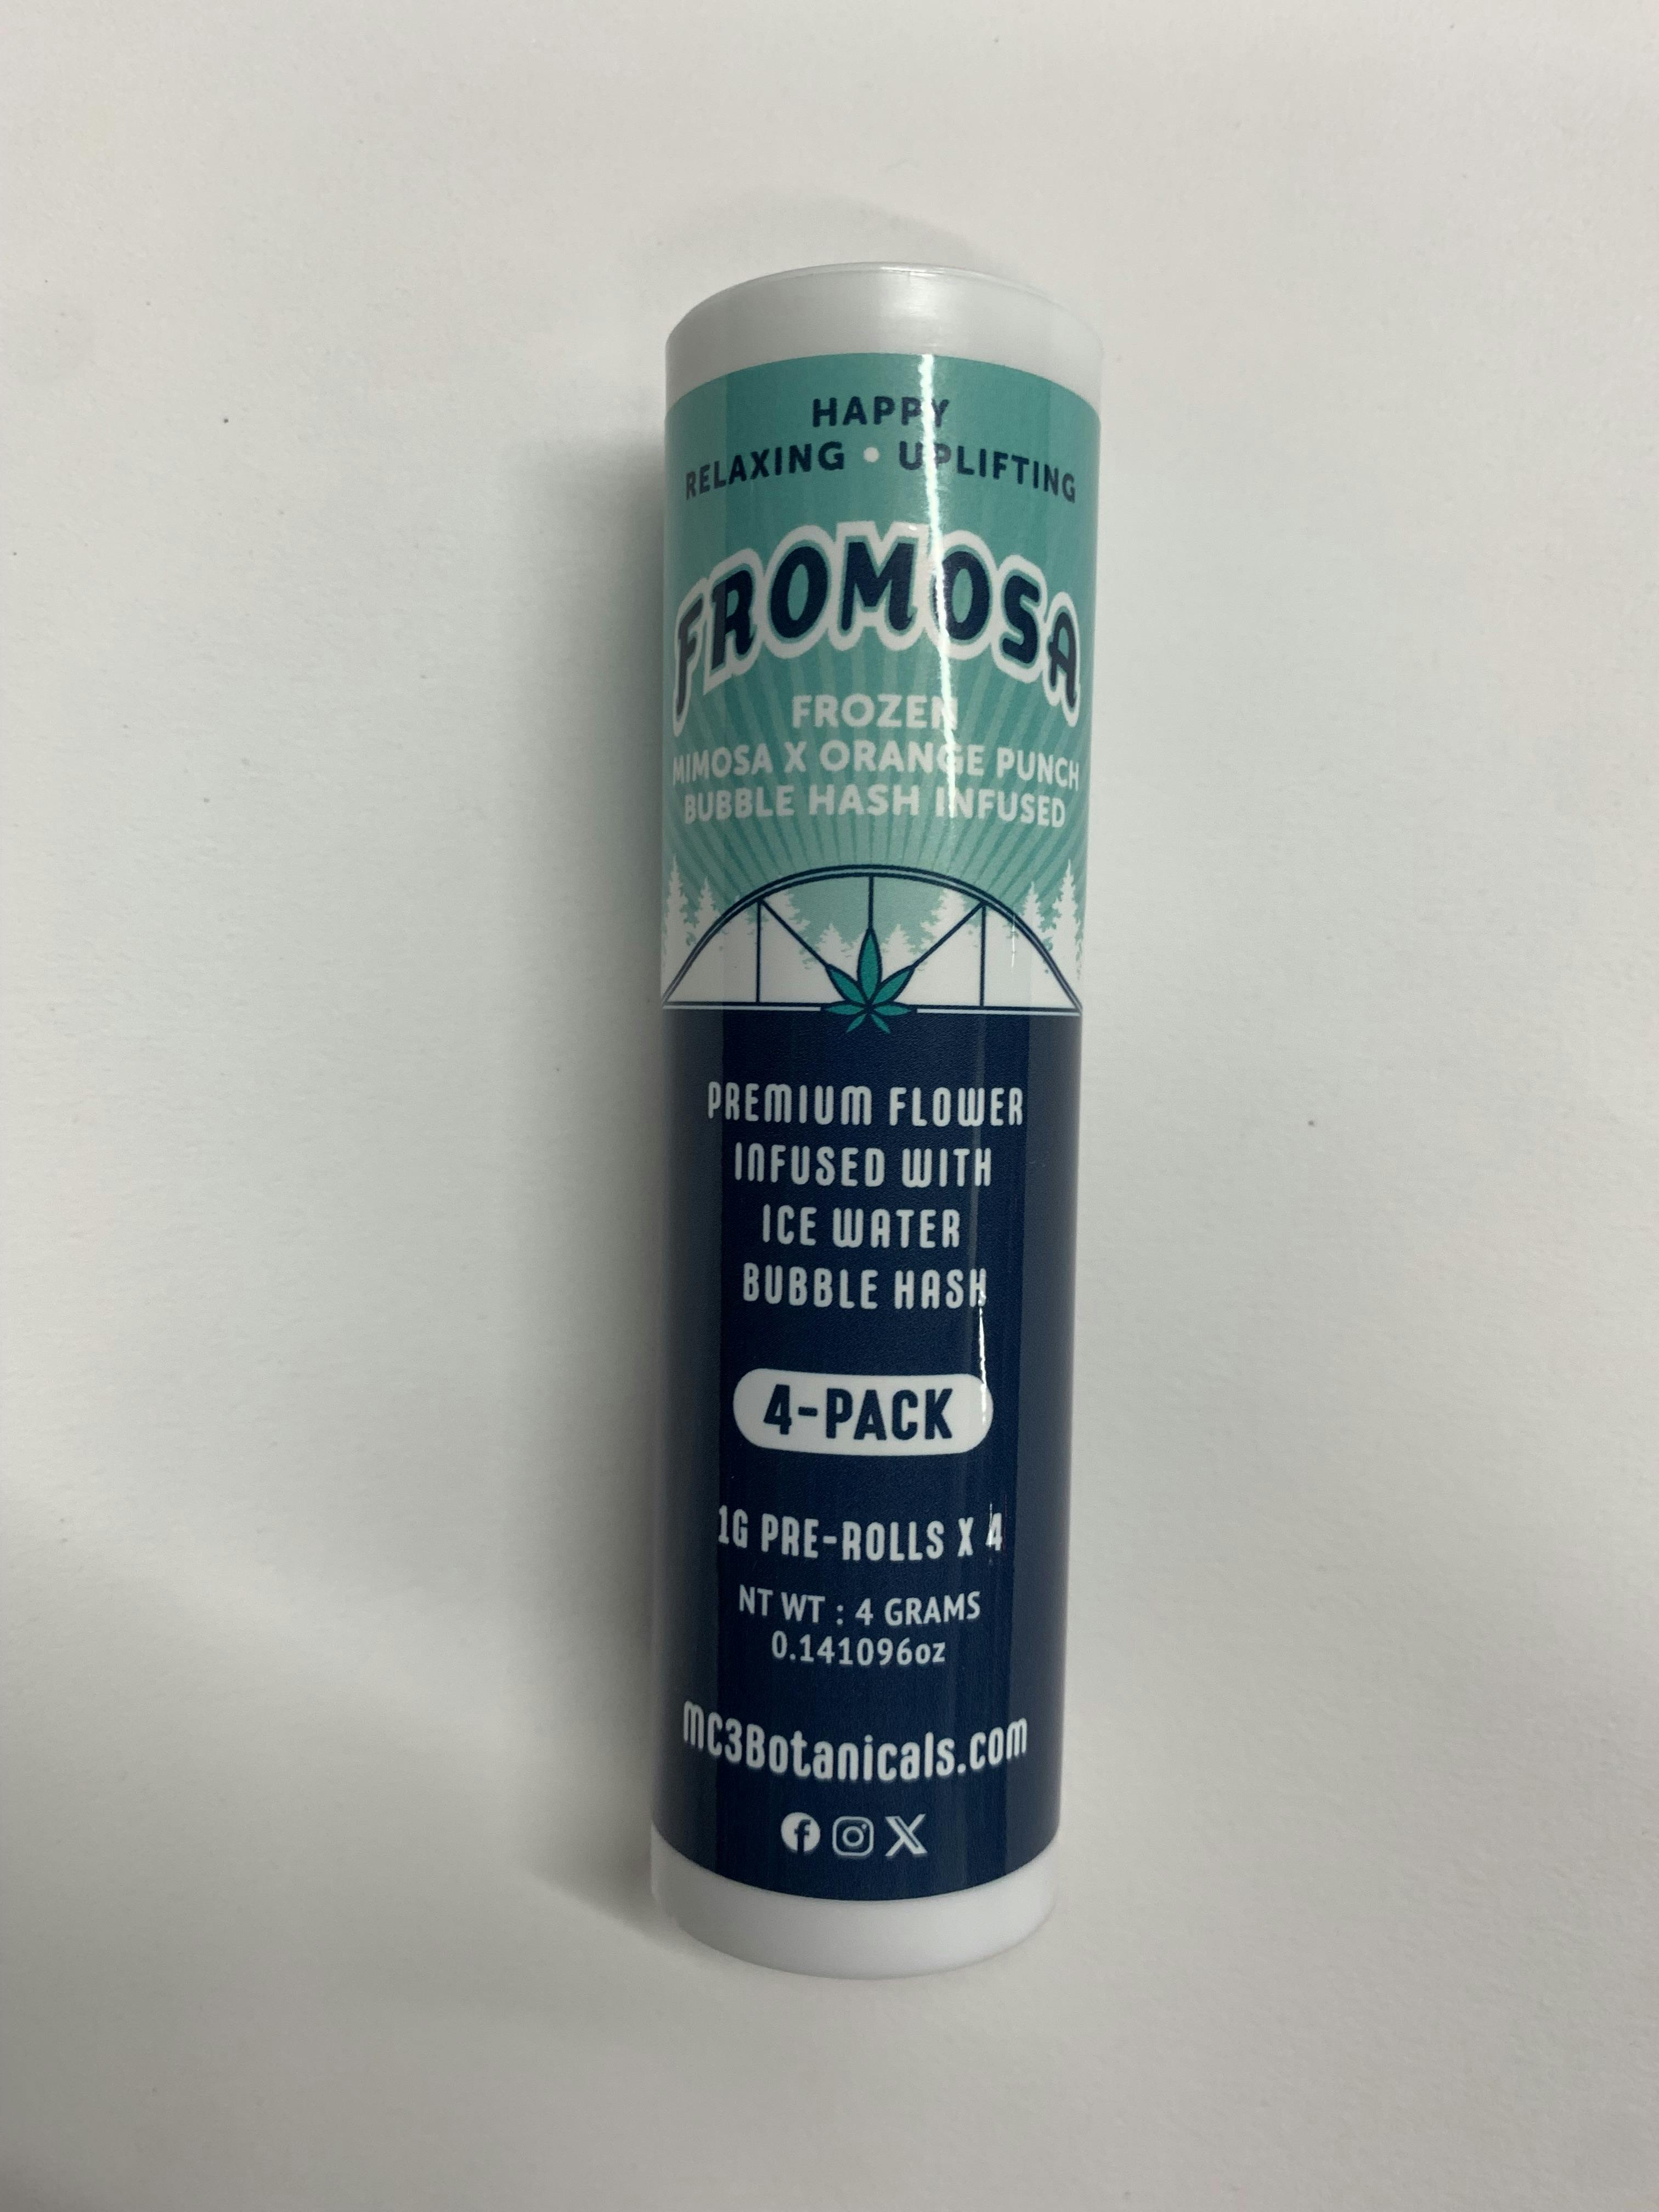 HAPPY
RELAXING • UPLIFTING
FROMOSA
FROZEN
MIMOSA X ORANGE PUNCH
BUBBLE HASH INFUSED
PREMIUM FLOWER
INFUSED WITH
ICE WATER
BUBBLE HASH
4-PACK
1G PRE-ROLLS X 4
NT WT : 4 GRAMS
0.141096oz
MC3Botanicals.com